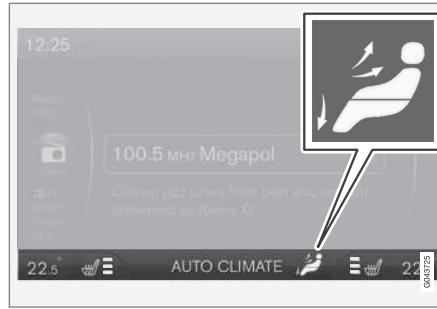 12:25
100.5 MHz Megapol
Classic jazz tunes from best and
presented by Kenny G
22.5° AUTO CLIMATE 22
G043725